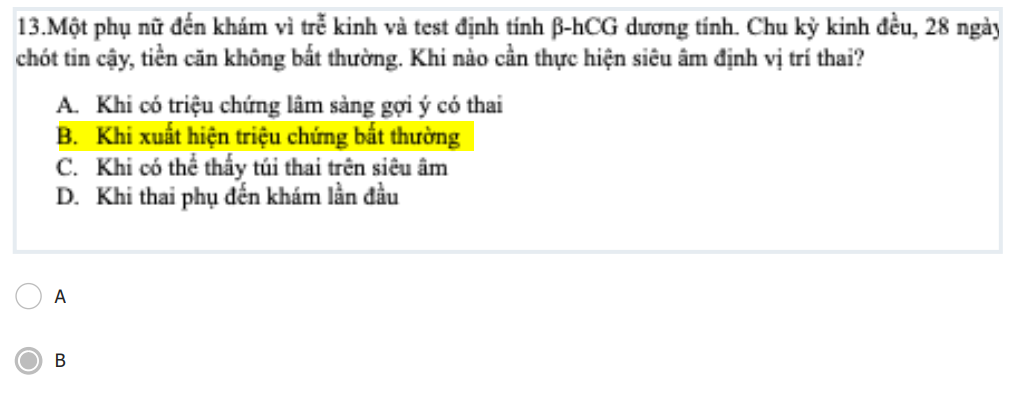 13.Một phụ nữ đến khám vì trễ kinh và test định tính β-hCG dương tính. Chu kỳ kinh đều, 28 ngày
chót tin cậy, tiền căn không bất thường. Khi nào cần thực hiện siêu âm định vị trí thai?
A. Khi có triệu chứng lâm sàng gợi ý có thai
B. Khi xuất hiện triệu chứng bất thường
C. Khi có thể thấy túi thai trên siêu âm
D. Khi thai phụ đến khám lần đầu
A
B